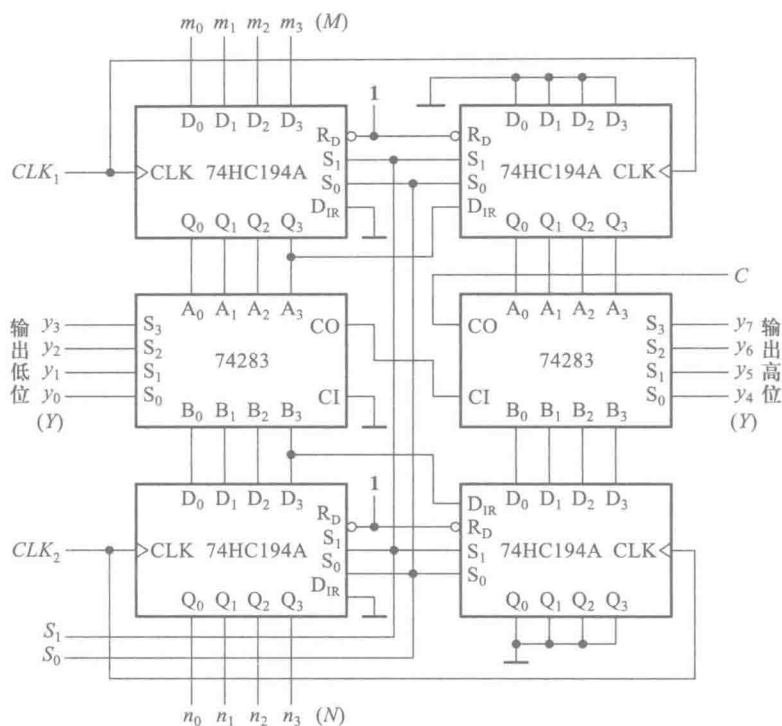 m0 m1 m2 m3 (M)
1
D0 D1 D2 D3
D0 D1 D2 D3
RD
RD
S1
S1
CLK1
CLK 74HC194A
S0
S0
74HC194A CLK
DIR
DIR
Q0 Q1 Q2 Q3
Q0 Q1 Q2 Q3
C
A0 A1 A2 A3
A0 A1 A2 A3
输出低位
y3
y2
y1
y0
(Y)
S3
S2
S1
S0
CO
74283
CI
B0 B1 B2 B3
CO
74283
CI
S3
S2
S1
S0
B0 B1 B2 B3
y7
y6
y5
y4
输出高位
(Y)
1
D0 D1 D2 D3
D0 D1 D2 D3
RD
DIR
RD
S1
S1
CLK2
CLK 74HC194A
S0
S0
74HC194A CLK
DIR
Q0 Q1 Q2 Q3
Q0 Q1 Q2 Q3
S1
S0
n0 n1 n2 n3 (N)